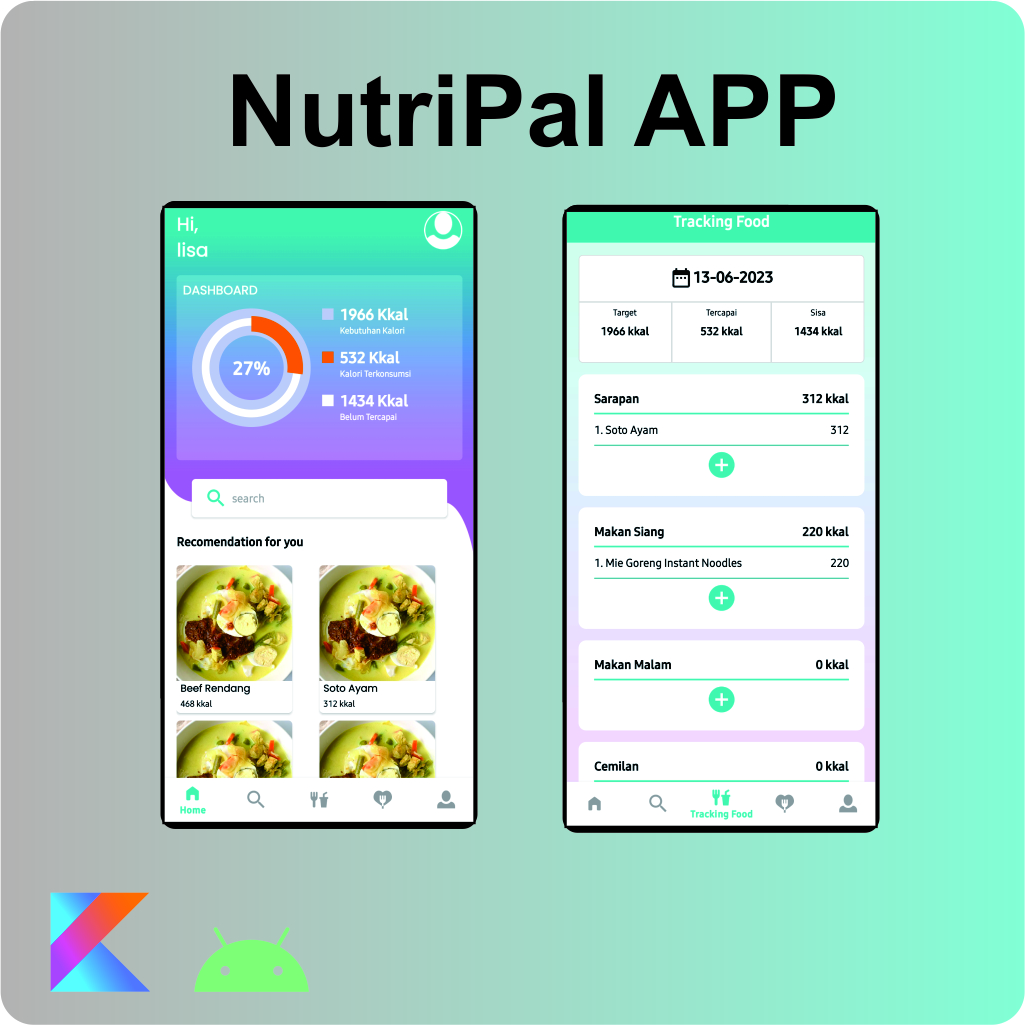 NutriPal APP
Hi,
lisa
DASHBOARD
27%
1966 Kkal
Kebutuhan Kalori
532 Kkal
Kalori Terkonsumsi
1434 Kkal
Belum Tercapai
search
Recomendation for you
Beef Rendang
468 kkal
Soto Ayam
312 kkal
Home
Tracking Food
13-06-2023
Target
1966 kkal
Tercapai
532 kkal
Sisa
1434 kkal
Sarapan 312 kkal
1. Soto Ayam 312
Makan Siang 220 kkal
1. Mie Goreng Instant Noodles 220
Makan Malam 0 kkal
Cemilan 0 kkal
Tracking Food